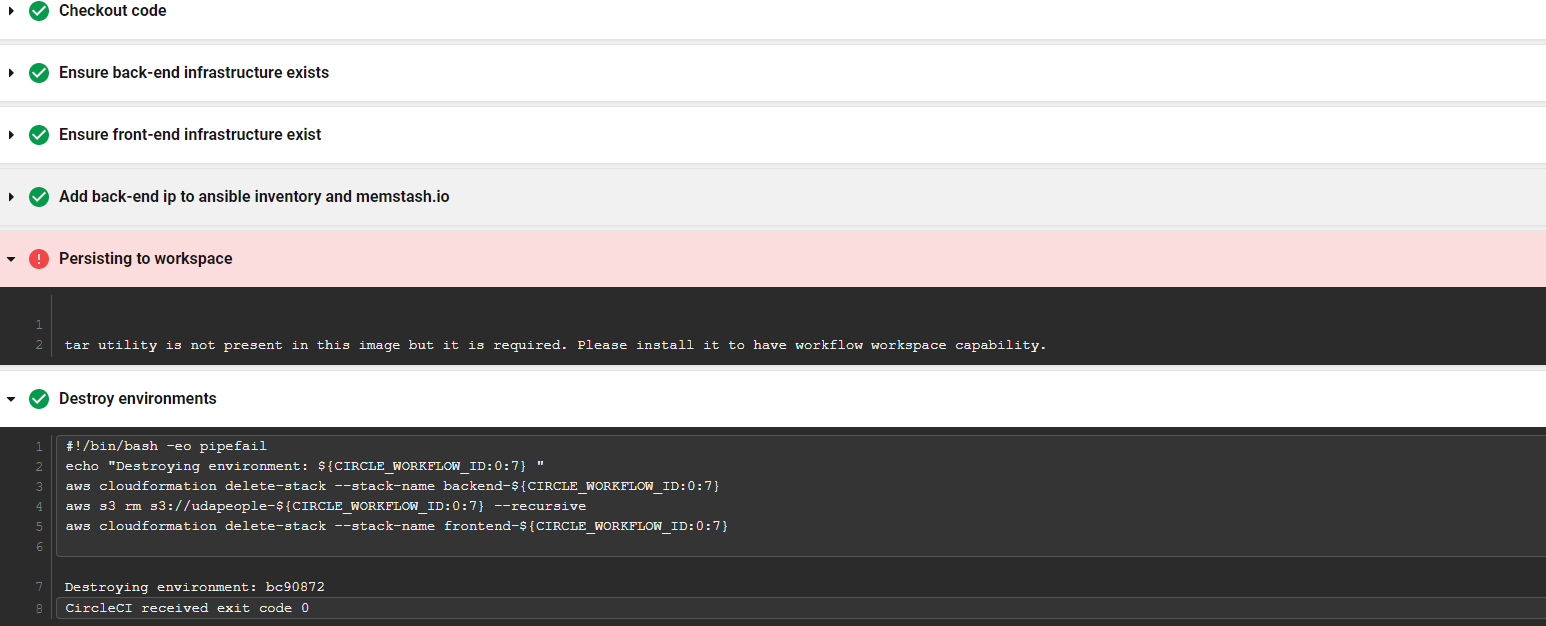 Checkout code
Ensure back-end infrastructure exists
Ensure front-end infrastructure exist
Add back-end ip to ansible inventory and memstash.io
Persisting to workspace
1
2 tar utility is not present in this image but it is required. Please install it to have workflow workspace capability.
Destroy environments
1 #!/bin/bash -eo pipefail
2 echo "Destroying environment: ${CIRCLE_WORKFLOW_ID:0:7} "
3 aws cloudformation delete-stack --stack-name backend-${CIRCLE_WORKFLOW_ID:0:7}
4 aws s3 rm s3://udapeople-${CIRCLE_WORKFLOW_ID:0:7} --recursive
5 aws cloudformation delete-stack --stack-name frontend-${CIRCLE_WORKFLOW_ID:0:7}
6
7 Destroying environment: bc90872
8 CircleCI received exit code 0